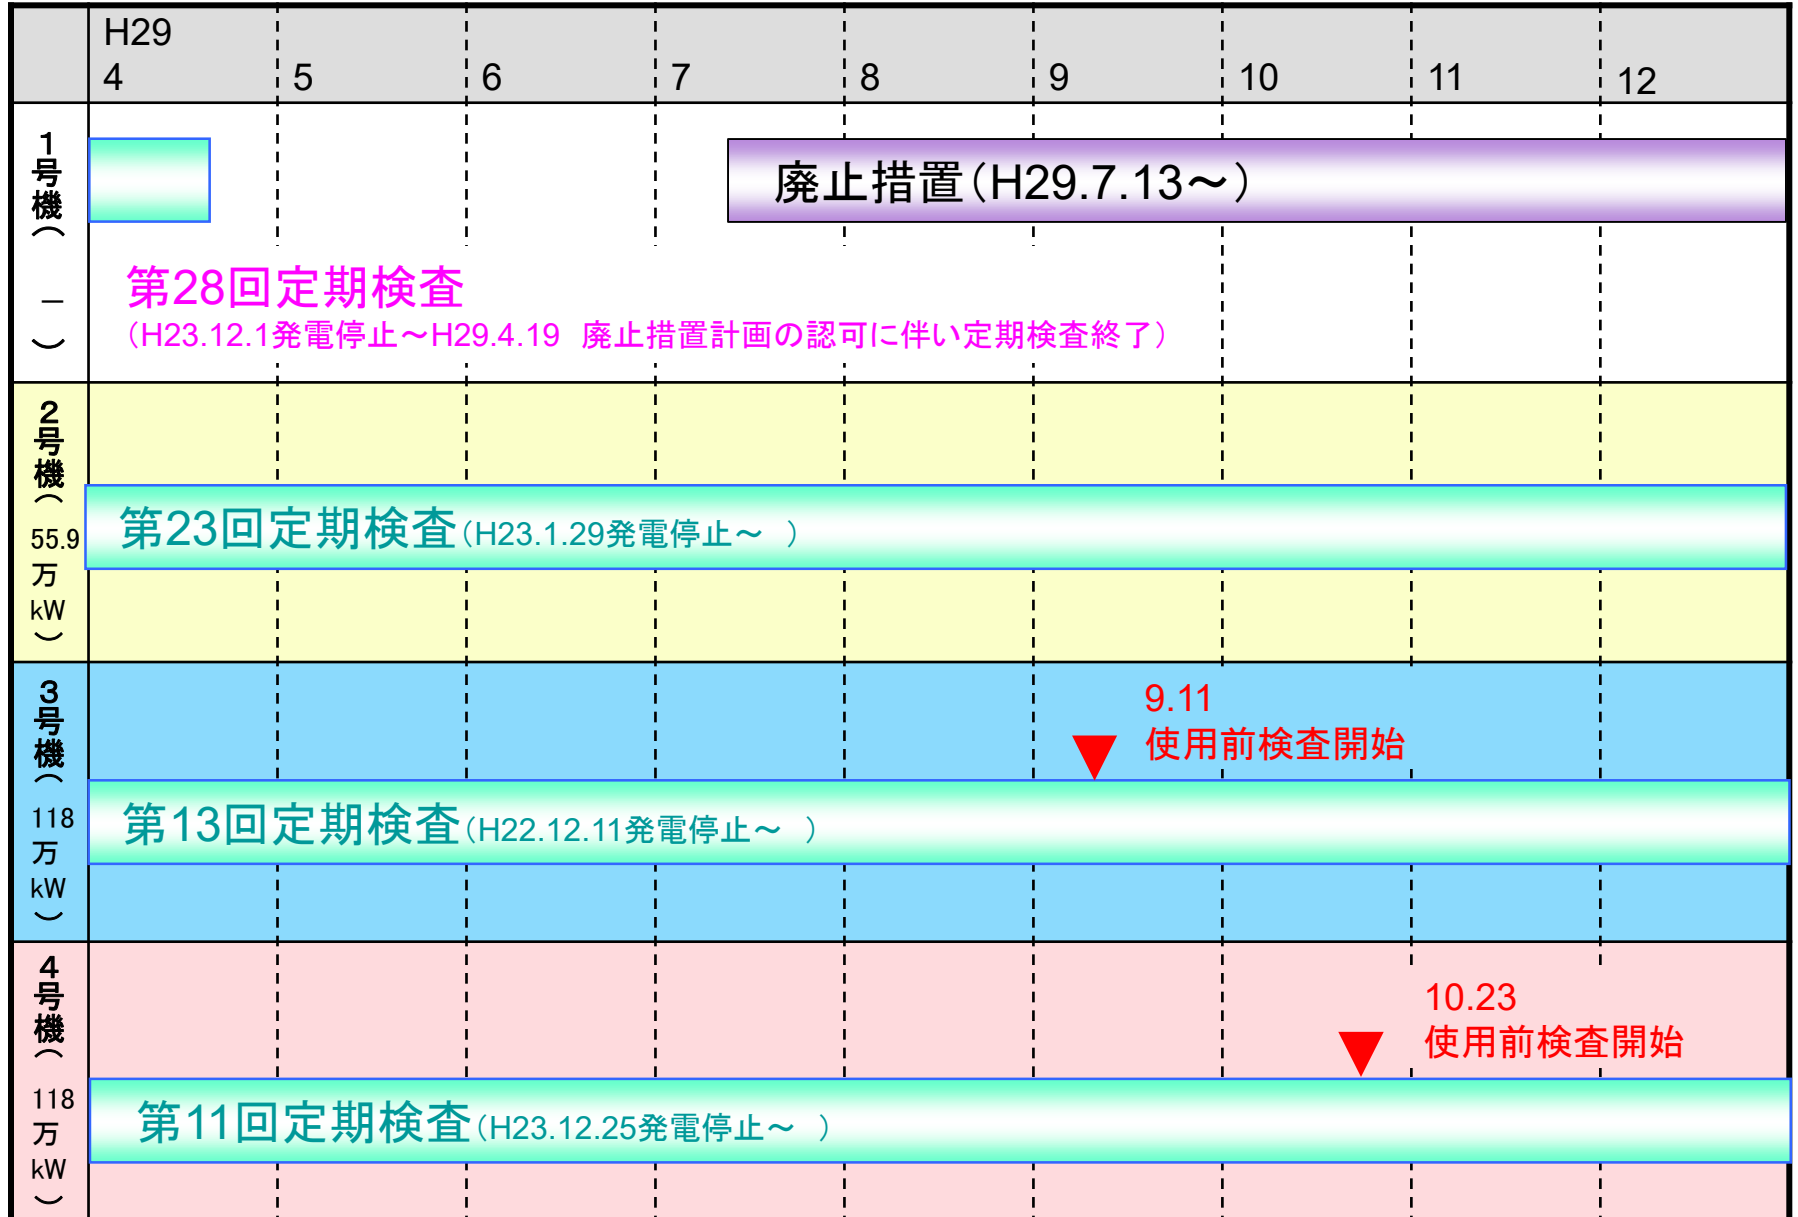 H29
4 5 6 7 8 9 10 11 12
1号機(－)
廃止措置(H29.7.13～)
第28回定期検査
(H23.12.1発電停止～H29.4.19 廃止措置計画の認可に伴い定期検査終了)
2号機(55.9万kW)
第23回定期検査(H23.1.29発電停止～ )
3号機(118万kW)
9.11
使用前検査開始
第13回定期検査(H22.12.11発電停止～ )
4号機(118万kW)
10.23
使用前検査開始
第11回定期検査(H23.12.25発電停止～ )